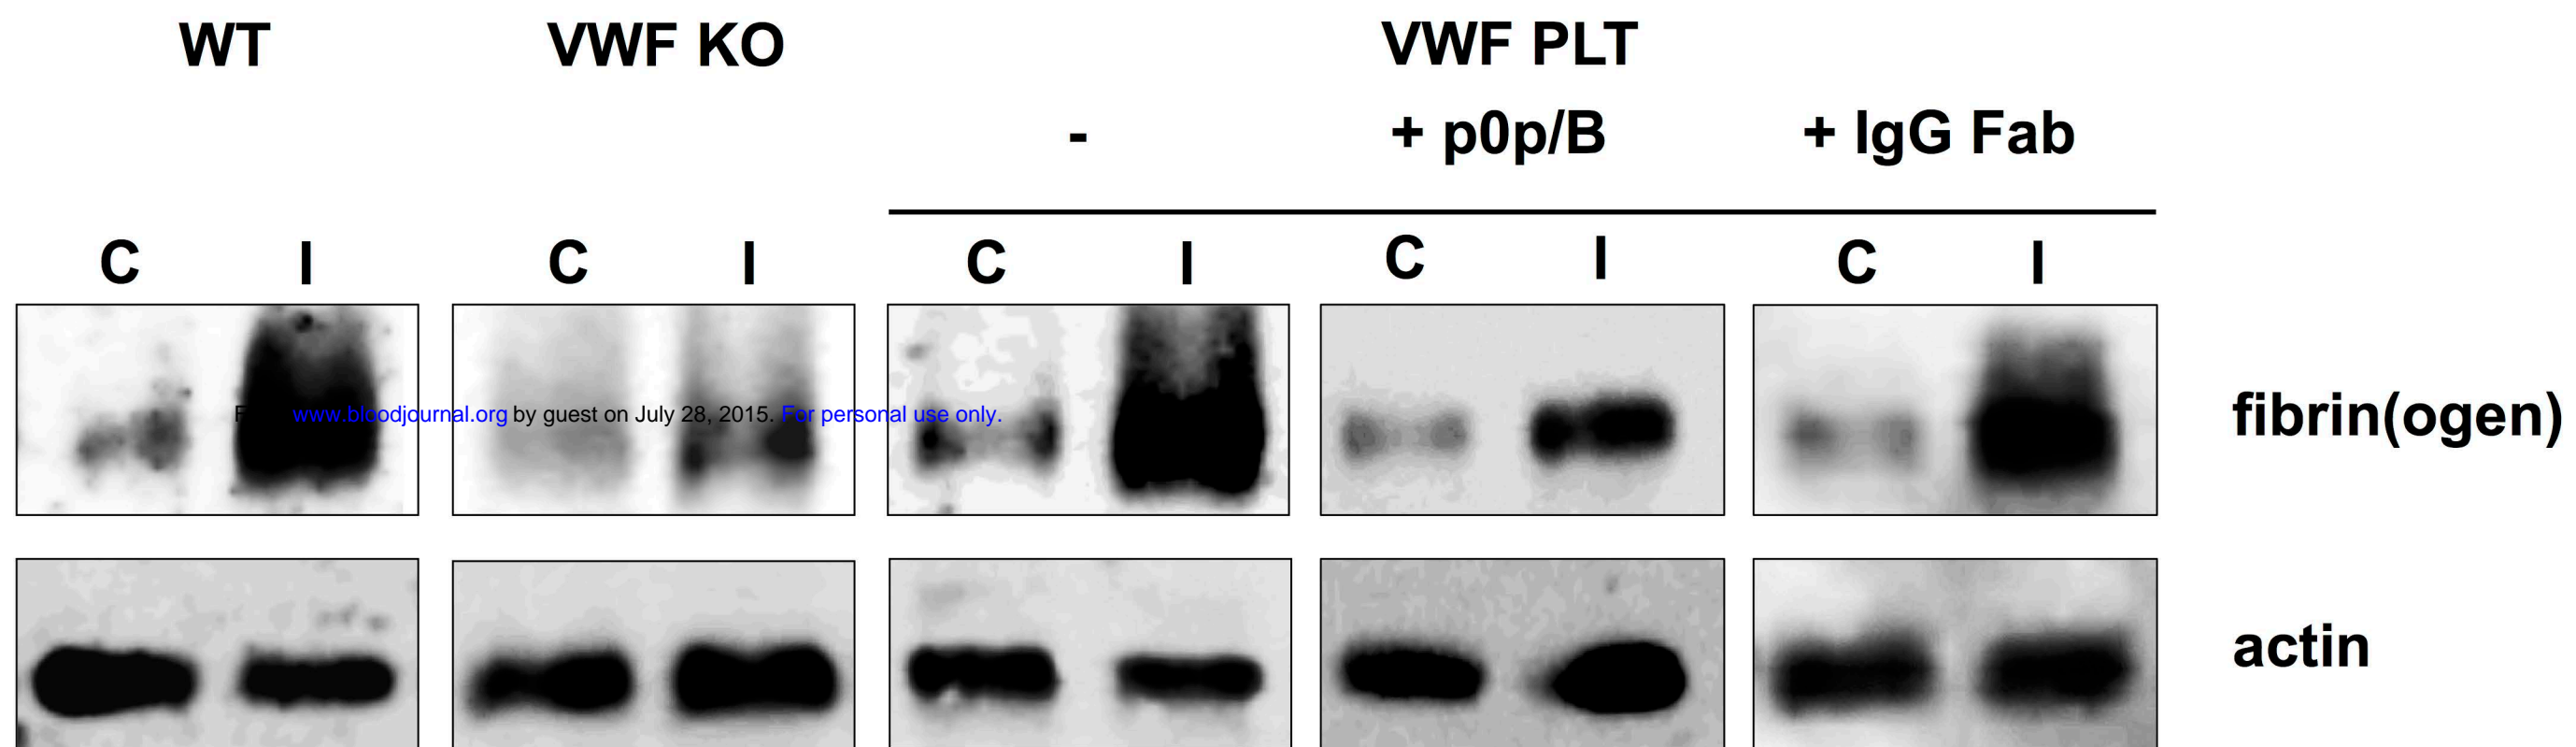 WT VWF KO VWF PLT
- + p0p/B + IgG Fab
C I C I C I C I C I
www.bloodjournal.org by guest on July 28, 2015. For personal use only.
fibrin(ogen)
actin